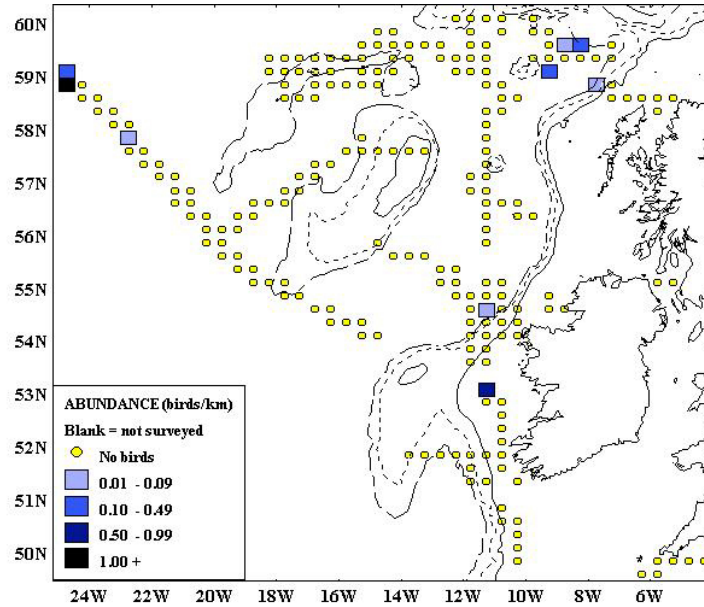 60N
59N
58N
57N
56N
55N
54N
53N
52N
51N
50N
ABUNDANCE (birds/km)
Blank = not surveyed
No birds
0.01 - 0.09
0.10 - 0.49
0.50 - 0.99
1.00 +
24W 22W 20W 18W 16W 14W 12W 10W 8W 6W